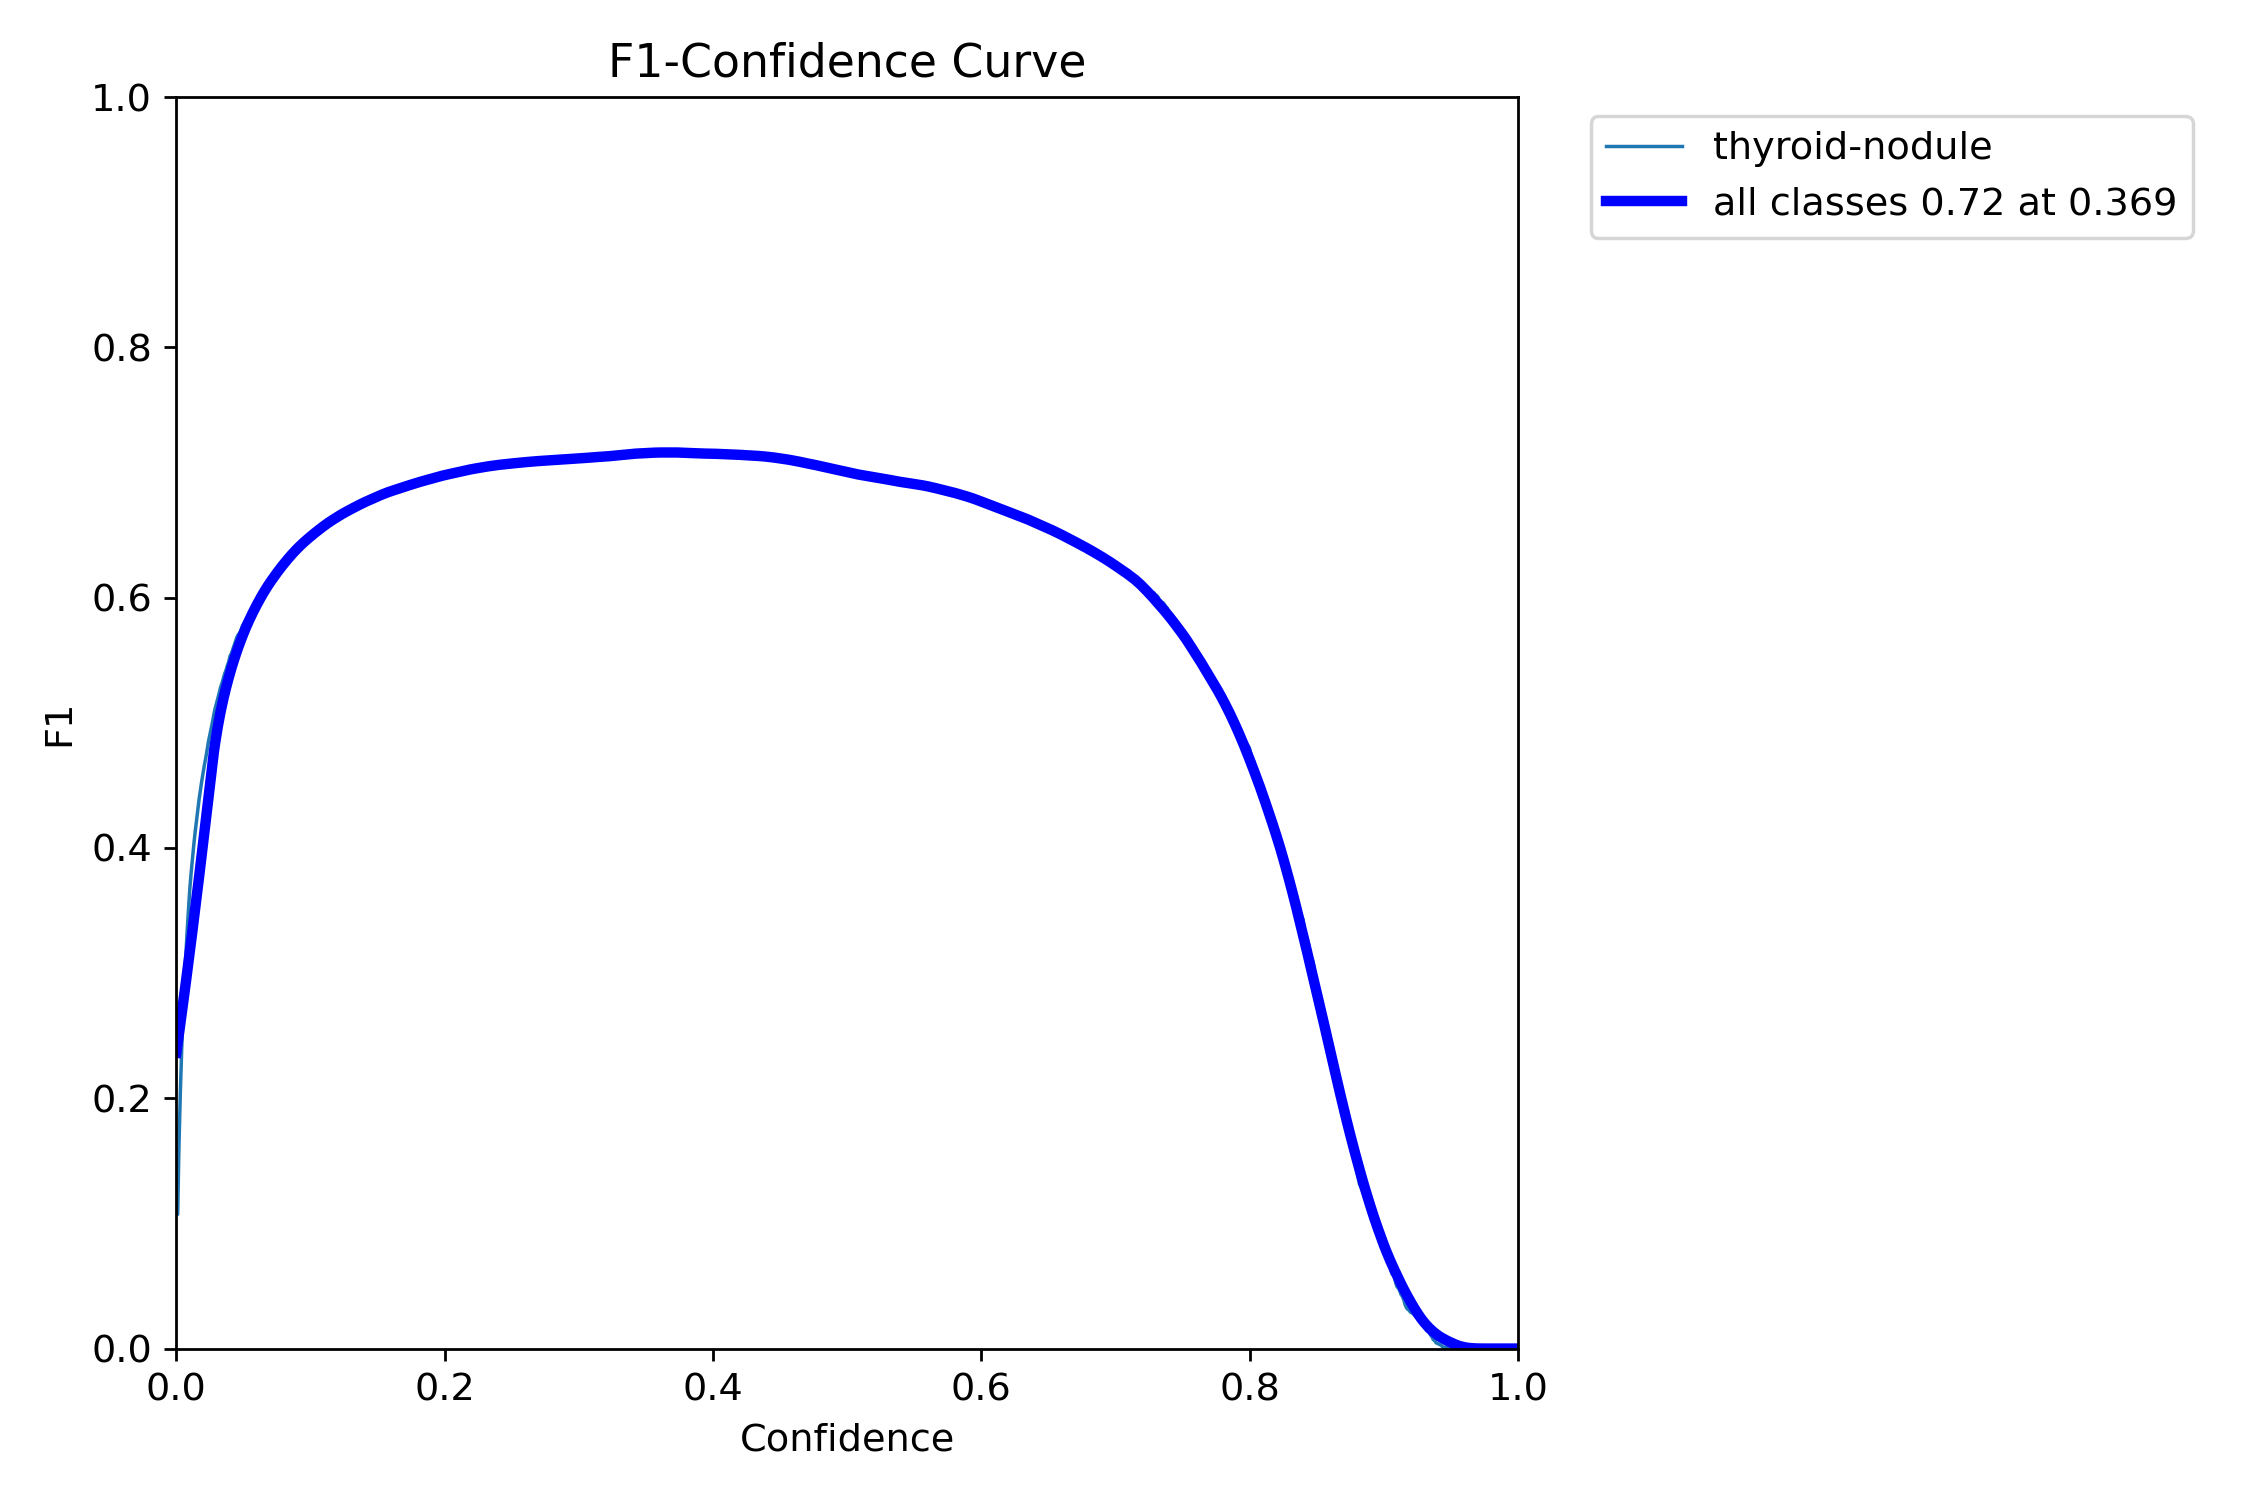 F1-Confidence Curve
1.0
0.8
0.6
0.4
0.2
0.0
F1
0.0 0.2 0.4 0.6 0.8 1.0
Confidence
thyroid-nodule
all classes 0.72 at 0.369